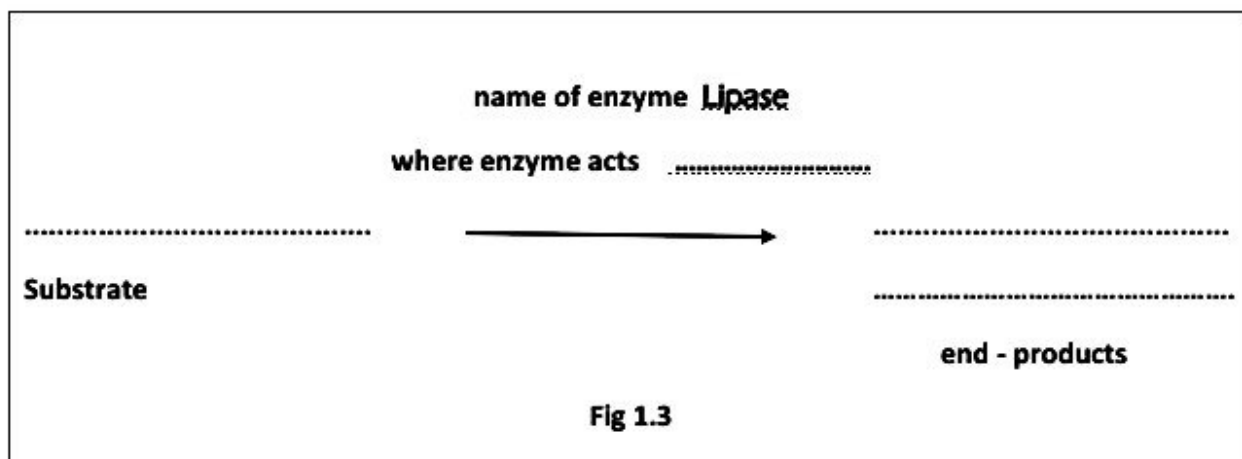 name of enzyme Lipase
where enzyme acts ............................
.......................................... ..........................................
Substrate ..........................................
end - products
Fig 1.3